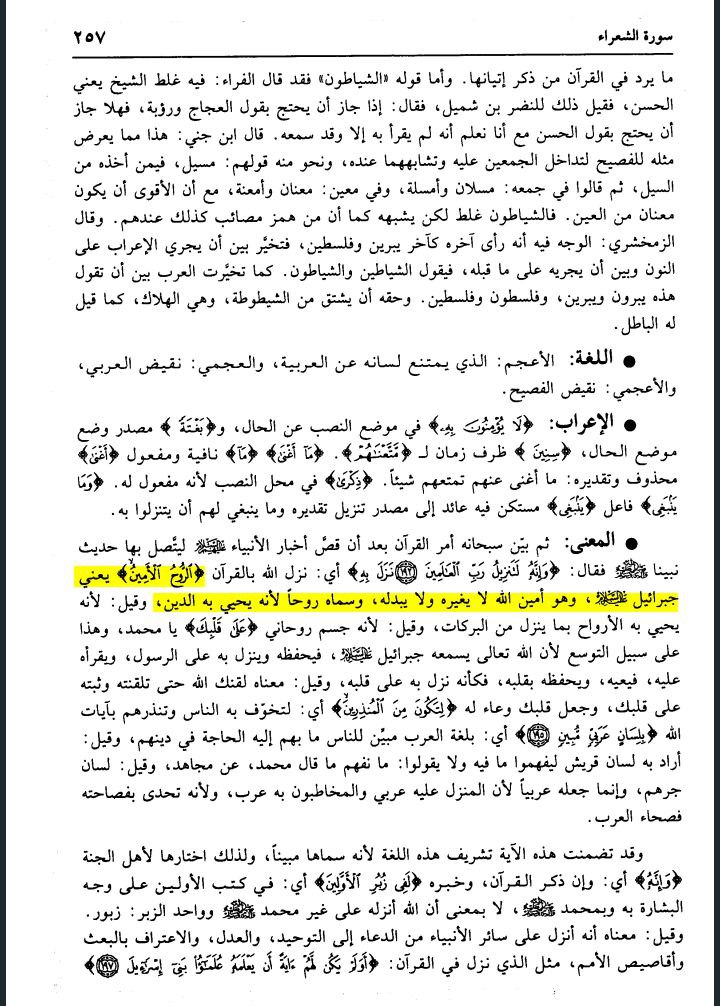 سورة الشعراء ٢٥٧
ما يرد في القرآن من ذكر إتيانها. وأما قوله «الشياطون» فقد قال الفراء: فيه غلط الشيخ يعني
الحسن، فقيل ذلك للنضر بن شميل، فقال: إذا جاز أن يحتج بقول العجاج ورؤبة، فهلا جاز
أن يحتج بقول الحسن مع أنا نعلم أنه لم يقرأ به إلا وقد سمعه. قال ابن جني: هذا مما يعرض
مثله للفصيح لتداخل الجمعين عليه وتشابههما عنده، ونحو منه قولهم: مسيل، فيمن أخذه من
السيل، ثم قالوا في جمعه: مسلان وأمسلة، وفي معين: معنان وأمعنة، مع أن الأقوى أن يكون
معنان من العين. فالشياطون غلط لكن يشبهه كما أن من همز مصائب كذلك عندهم. وقال
الزمخشري: الوجه فيه أنه رأى آخره كآخر يبرين وفلسطين، فتخيَّر بين أن يجري الإعراب على
النون وبين أن يجريه على ما قبله، فيقول الشياطين والشياطون. كما تخيَّرت العرب بين أن تقول
هذه يبرون ويبرين، وفلسطون وفلسطين. وحقه أن يشتق من الشيطوطة، وهي الهلاك، كما قيل
له الباطل.
● اللغة: الأعجم: الذي يمتنع لسانه عن العربية، والعجمي: نقيض العربي،
والأعجمي: نقيض الفصيح.
● الإعراب: ﴿لَا يُؤْمِنُونَ بِهِ﴾ في موضع النصب عن الحال، و﴿بَغْتَةً﴾ مصدر وضع
موضع الحال، ﴿سِنِينَ﴾ ظرف زمان لـ ﴿مَّتَّعْنَٰهُمْ﴾. ﴿مَا أَغْنَىٰ﴾ ﴿مَا﴾ نافية ومفعول ﴿أَغْنَىٰ﴾
محذوف وتقديره: ما أغنى عنهم تمتعهم شيئاً. ﴿ذِكْرَىٰ﴾ في محل النصب لأنه مفعول له. ﴿وَمَا
يَنۢبَغِى﴾ فاعل ﴿يَنۢبَغِى﴾ مستكن فيه عائد إلى مصدر تنزيل تقديره وما ينبغي لهم أن يتنزلوا به.
● المعنى: ثم بيّن سبحانه أمر القرآن بعد أن قصَّ أخبار الأنبياء عليهم السلام ليتَّصل بها حديث
نبينا ﷺ فقال: ﴿وَإِنَّهُۥ لَتَنزِيلُ رَبِّ ٱلْعَٰلَمِينَ ١٩٢ نَزَلَ بِهِ﴾ أي: نزل الله بالقرآن ﴿ٱلرُّوحُ ٱلْأَمِينُ﴾ يعني
جبرائيل عليه السلام، وهو أمين الله لا يغيره ولا يبدله، وسماه روحاً لأنه يحيي به الدين، وقيل: لأنه
يحيي به الأرواح بما ينزل من البركات، وقيل: لأنه جسم روحاني ﴿عَلَىٰ قَلْبِكَ﴾ يا محمد، وهذا
على سبيل التوسع لأن الله تعالى يسمعه جبرائيل عليه السلام، فيحفظه وينزل به على الرسول، ويقرأه
عليه، فيعيه، ويحفظه بقلبه، فكأنه نزل به على قلبه، وقيل: معناه لقنك الله حتى تلقنته وثبته
على قلبك، وجعل قلبك وعاء له ﴿لِتَكُونَ مِنَ ٱلْمُنذِرِينَ﴾ أي: لتخوّف به الناس وتنذرهم بآيات
الله ﴿بِلِسَانٍ عَرَبِىٍّ مُّبِينٍ ١٩٥﴾ أي: بلغة العرب مبيّن للناس ما بهم إليه الحاجة في دينهم، وقيل:
أراد به لسان قريش ليفهموا ما فيه ولا يقولوا: ما نفهم ما قال محمد، عن مجاهد، وقيل: لسان
جرهم، وإنما جعله عربياً لأن المنزل عليه عربي والمخاطبون به عرب، ولأنه تحدى بفصاحته
فصحاء العرب.
وقد تضمنت هذه الآية تشريف هذه اللغة لأنه سماها مبيناً، ولذلك اختارها لأهل الجنة
﴿وَإِنَّهُۥ﴾ أي: وإن ذكر القرآن، وخبره ﴿لَفِى زُبُرِ ٱلْأَوَّلِينَ﴾ أي: في كتب الأولين على وجه
البشارة به وبمحمد ﷺ، لا بمعنى أن الله أنزله على غير محمد ﷺ وواحد الزبر: زبور.
وقيل: معناه أنه أنزل على سائر الأنبياء من الدعاء إلى التوحيد، والعدل، والاعتراف بالبعث
وأقاصيص الأمم، مثل الذي نزل في القرآن: ﴿أَوَلَمْ يَكُن لَّهُمْ ءَايَةً أَن يَعْلَمَهُۥ عُلَمَٰٓؤُا۟ بَنِىٓ إِسْرَٰٓءِيلَ ١٩٧﴾